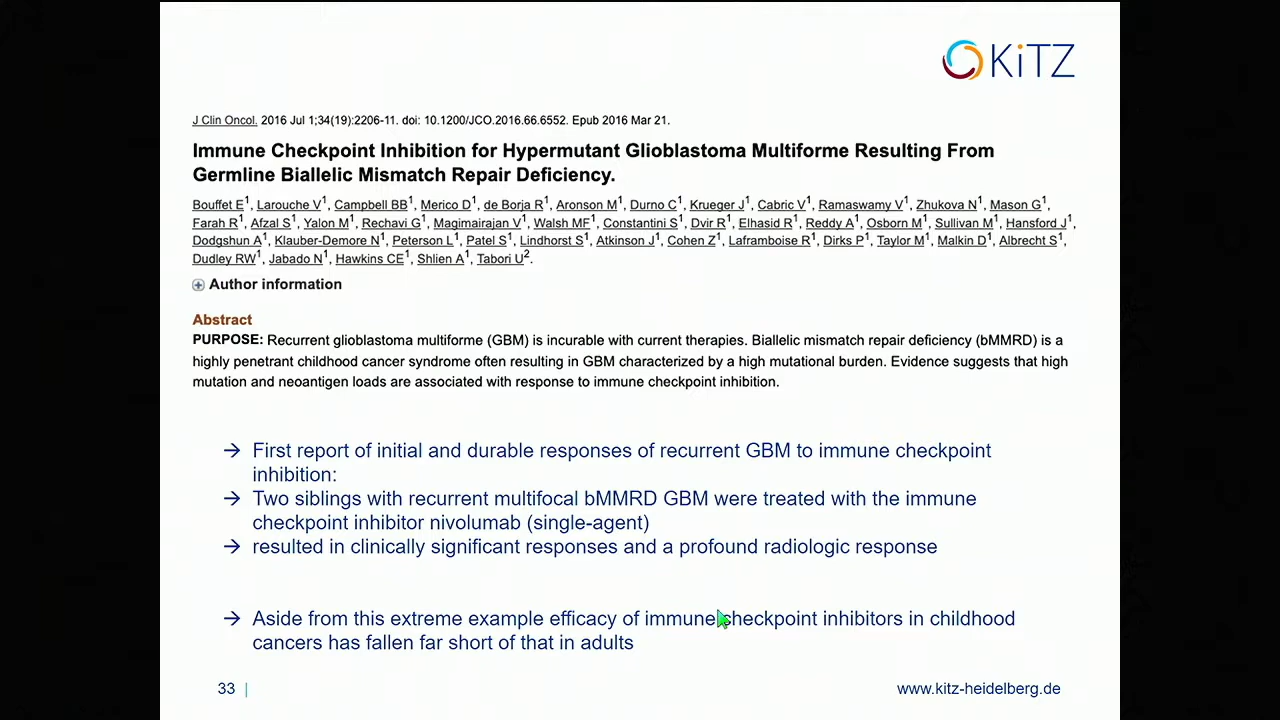 KiTZ
J Clin Oncol. 2016 Jul 1;34(19):2206-11. doi: 10.1200/JCO.2016.66.6552. Epub 2016 Mar 21.
Immune Checkpoint Inhibition for Hypermutant Glioblastoma Multiforme Resulting From
Germline Biallelic Mismatch Repair Deficiency.
Bouffet E1, Larouche V1, Campbell BB1, Merico D1, de Borja R1, Aronson M1, Durno C1, Krueger J1, Cabric V1, Ramaswamy V1, Zhukova N1, Mason G1,
Farah R1, Afzal S1, Yalon M1, Rechavi G1, Magimairajan V1, Walsh MF1, Constantini S1, Dvir R1, Elhasid R1, Reddy A1, Osborn M1, Sullivan M1, Hansford J1,
Dodgshun A1, Klauber-Demore N1, Peterson L1, Patel S1, Lindhorst S1, Atkinson J1, Cohen Z1, Laframboise R1, Dirks P1, Taylor M1, Malkin D1, Albrecht S1,
Dudley RW1, Jabado N1, Hawkins CE1, Shlien A1, Tabori U2.
Author information
Abstract
PURPOSE: Recurrent glioblastoma multiforme (GBM) is incurable with current therapies. Biallelic mismatch repair deficiency (bMMRD) is a
highly penetrant childhood cancer syndrome often resulting in GBM characterized by a high mutational burden. Evidence suggests that high
mutation and neoantigen loads are associated with response to immune checkpoint inhibition.
→ First report of initial and durable responses of recurrent GBM to immune checkpoint
inhibition:
→ Two siblings with recurrent multifocal bMMRD GBM were treated with the immune
checkpoint inhibitor nivolumab (single-agent)
→ resulted in clinically significant responses and a profound radiologic response
→ Aside from this extreme example efficacy of immune checkpoint inhibitors in childhood
cancers has fallen far short of that in adults
33 |
www.kitz-heidelberg.de